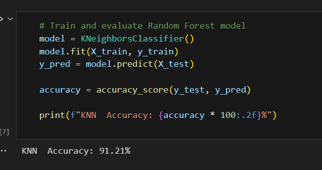 # Train and evaluate Random Forest model
model = KNeighborsClassifier()
model.fit(X_train, y_train)
y_pred = model.predict(X_test)
accuracy = accuracy_score(y_test, y_pred)
print(f"KNN  Accuracy: {accuracy * 100:.2f}%")
[7]
KNN  Accuracy: 91.21%